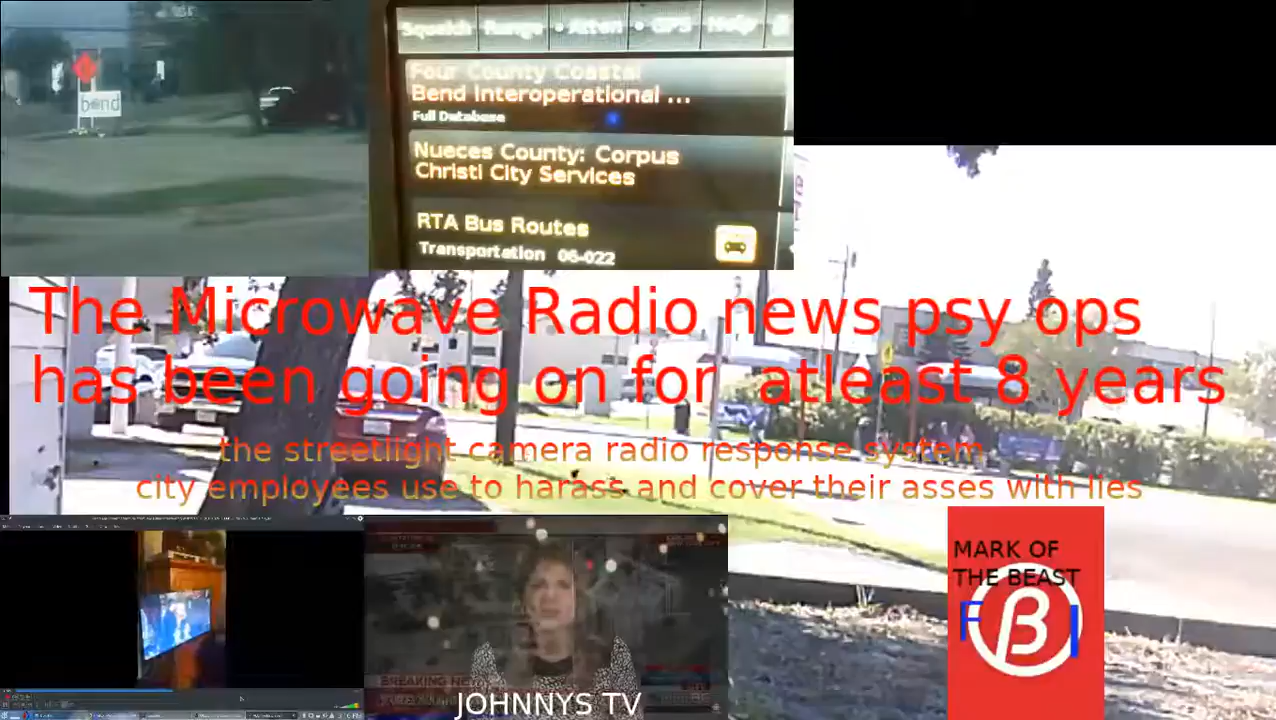 bend
Squelch Range • Atten • GPS Help
Four County Coastal
Bend Interoperational ...
Full Database
Nueces County: Corpus
Christi City Services
RTA Bus Routes
Transportation 06-022
The Microwave Radio news psy ops
has been going on for atleast 8 years
the streetlight camera radio response system
city employees use to harass and cover their asses with lies
BREAKING NEWS
JOHNNYS TV
MARK OF
THE BEAST
F β I